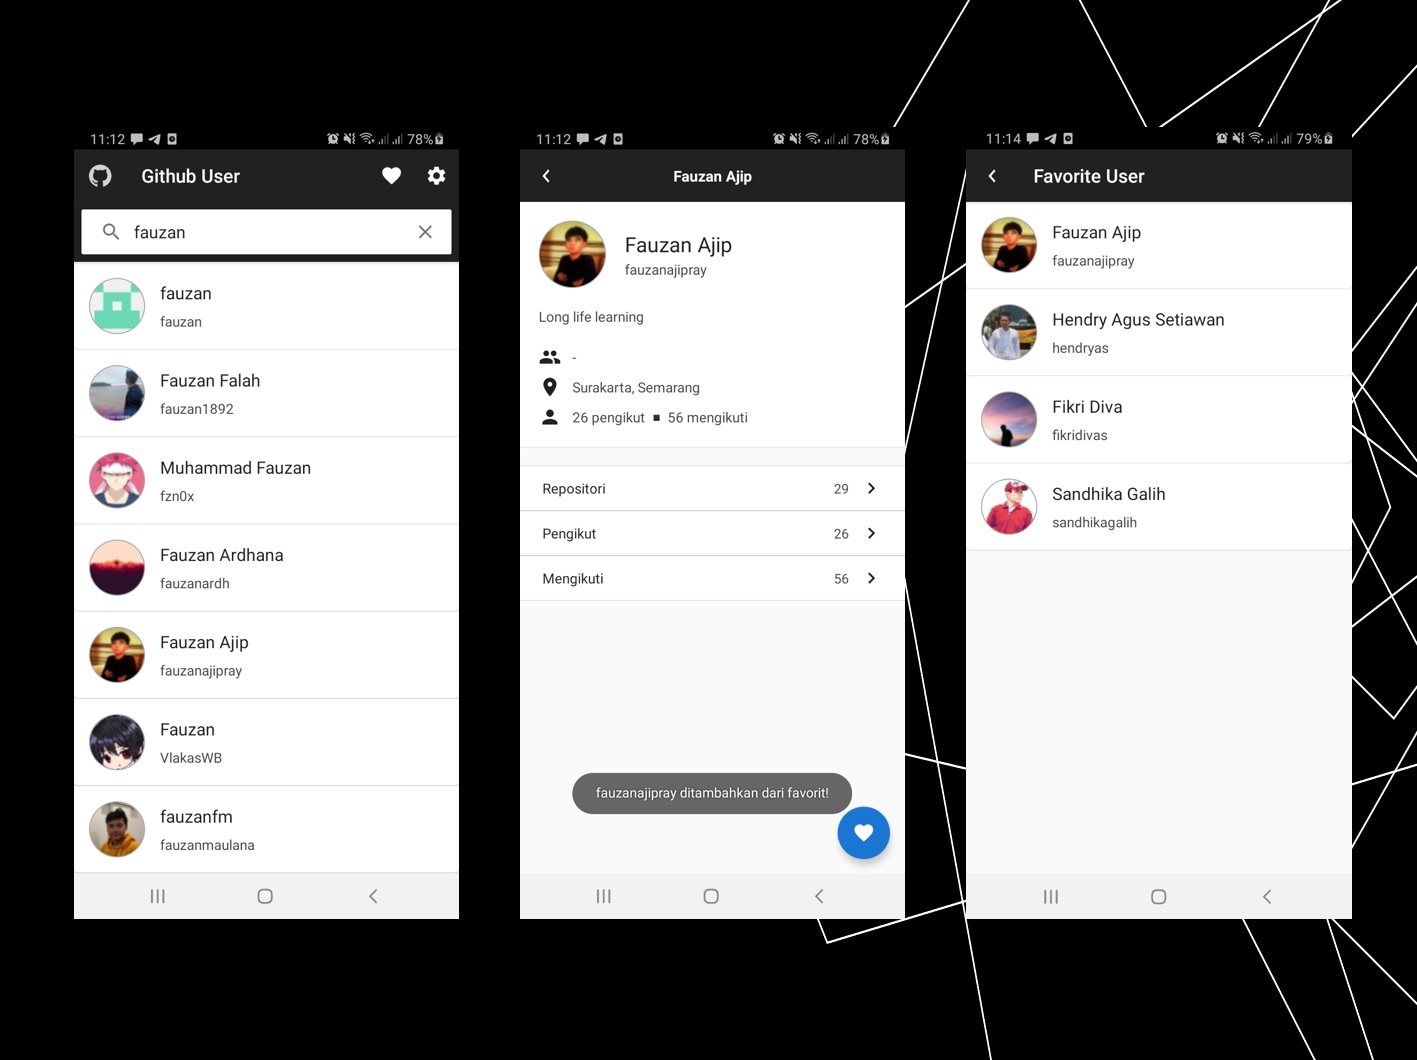 11:12
78%
Github User
fauzan
fauzan
fauzan
Fauzan Falah
fauzan1892
Muhammad Fauzan
fzn0x
Fauzan Ardhana
fauzanardh
Fauzan Ajip
fauzanajipray
Fauzan
VlakasWB
fauzanfm
fauzanmaulana
11:12
78%
Fauzan Ajip
Fauzan Ajip
fauzanajipray
Long life learning
-
Surakarta, Semarang
26 pengikut ▪ 56 mengikuti
Repositori 29
Pengikut 26
Mengikuti 56
fauzanajipray ditambahkan dari favorit!
11:14
79%
Favorite User
Fauzan Ajip
fauzanajipray
Hendry Agus Setiawan
hendryas
Fikri Diva
fikridivas
Sandhika Galih
sandhikagalih